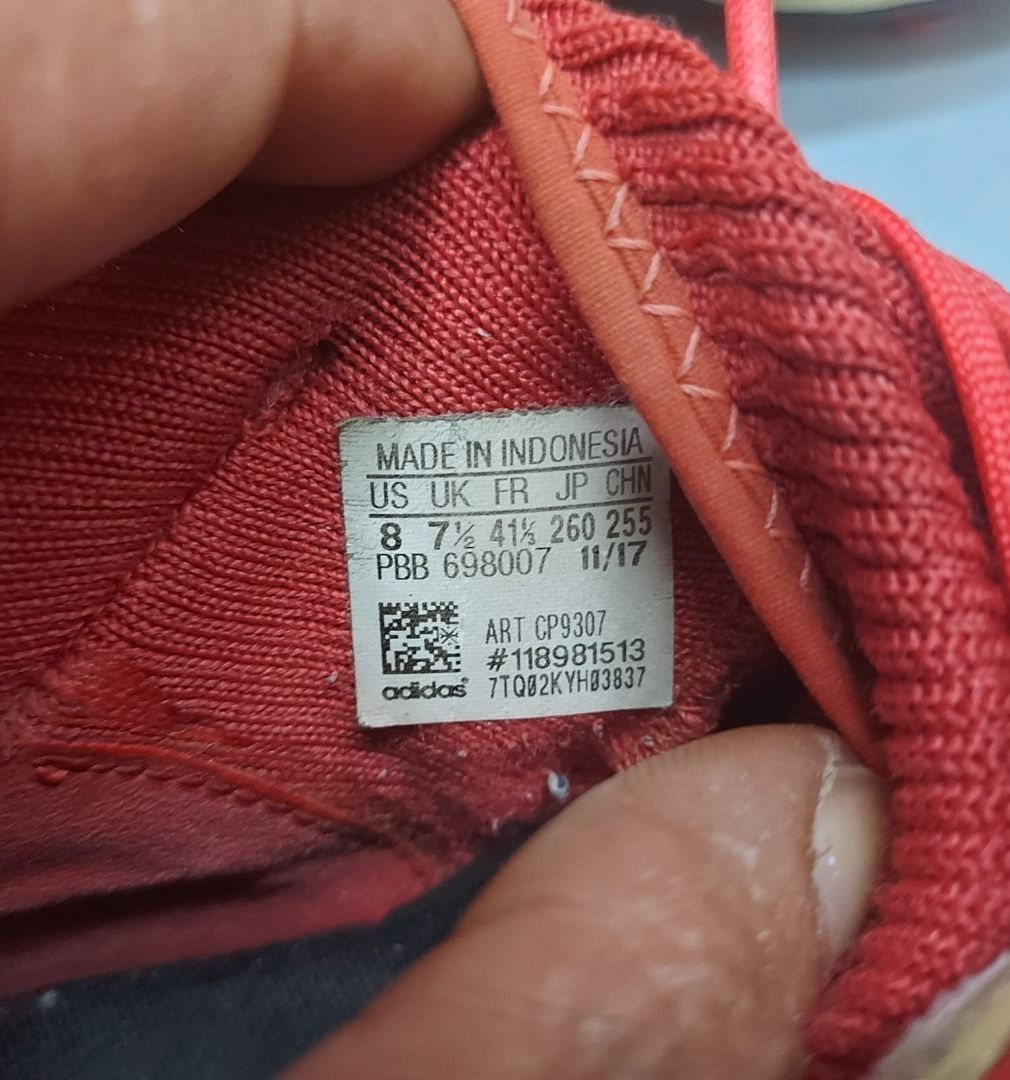 MADE IN INDONESIA
US UK FR JP CHN
8 7½ 41⅓ 260 255
PBB 698007 11/17
ART CP9307
#118981513
adidas 7TQ02KYH03837